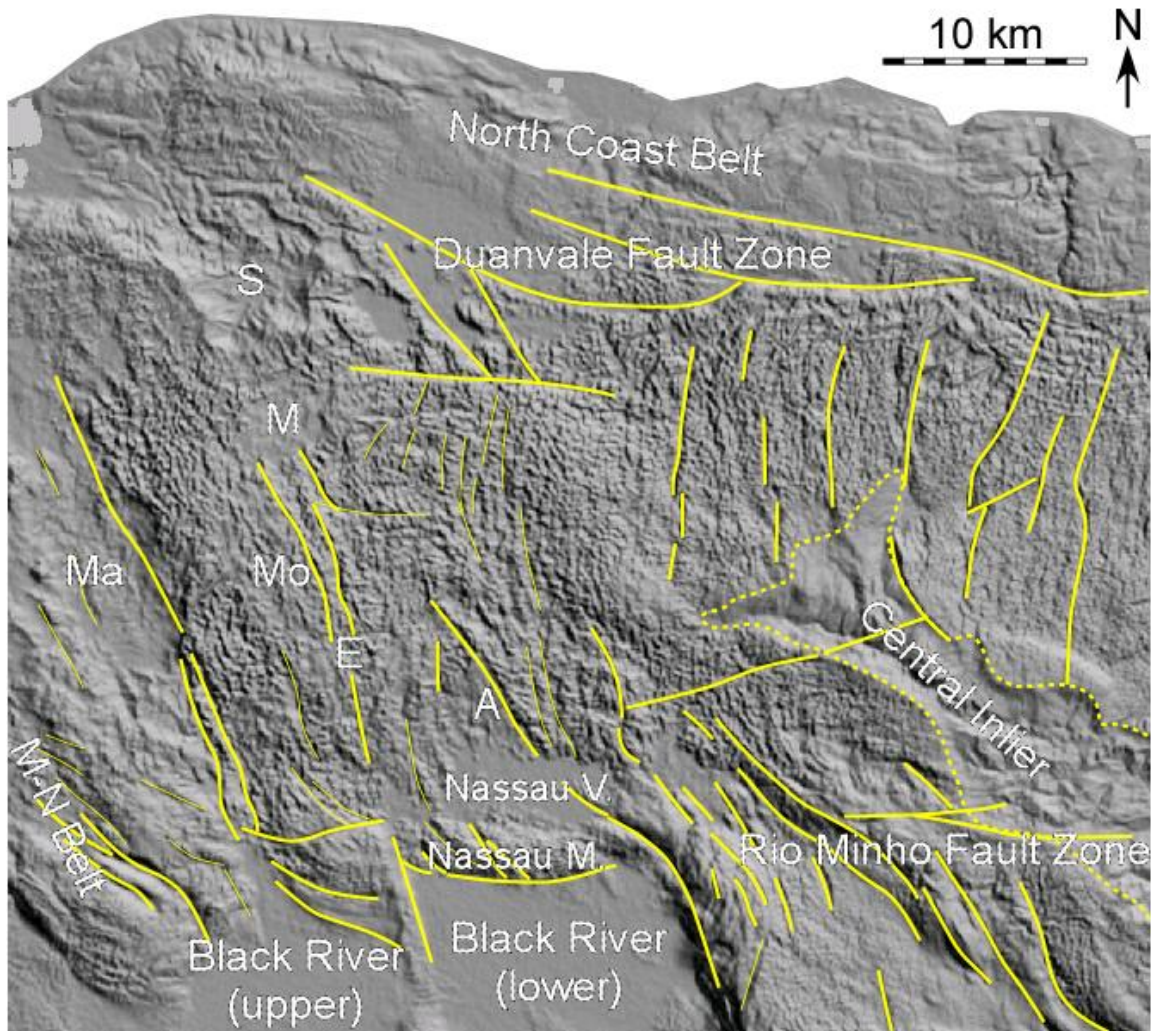 10 km
N
North Coast Belt
Duanvale Fault Zone
S
M
Ma
Mo
E
Central Inlier
A
M-N Belt
Nassau V.
Nassau M.
Rio Minho Fault Zone
Black River
(upper)
Black River
(lower)